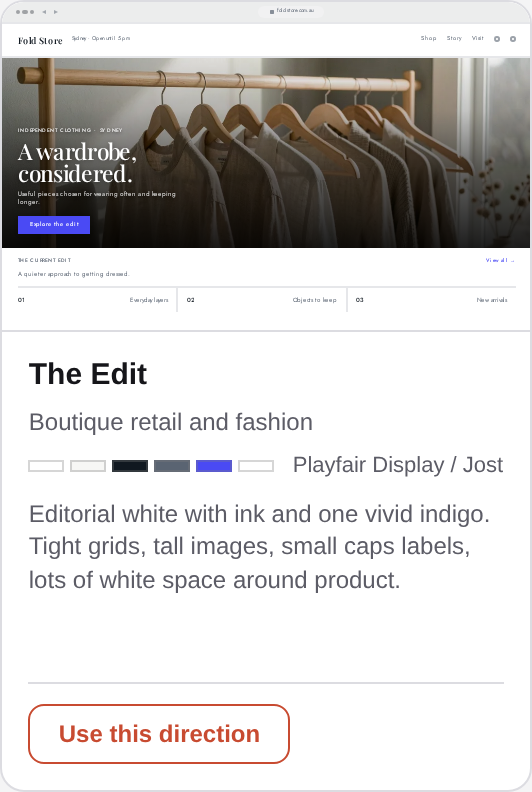 foldstore.com.au
Fold Store
Sydney · Open until 5pm
Shop
Story
Visit
INDEPENDENT CLOTHING · SYDNEY
A wardrobe,
considered.
Useful pieces chosen for wearing often and keeping
longer.
Explore the edit
THE CURRENT EDIT
View all →
A quieter approach to getting dressed.
01
Everyday layers
02
Objects to keep
03
New arrivals
The Edit
Boutique retail and fashion
Playfair Display / Jost
Editorial white with ink and one vivid indigo.
Tight grids, tall images, small caps labels,
lots of white space around product.
Use this direction